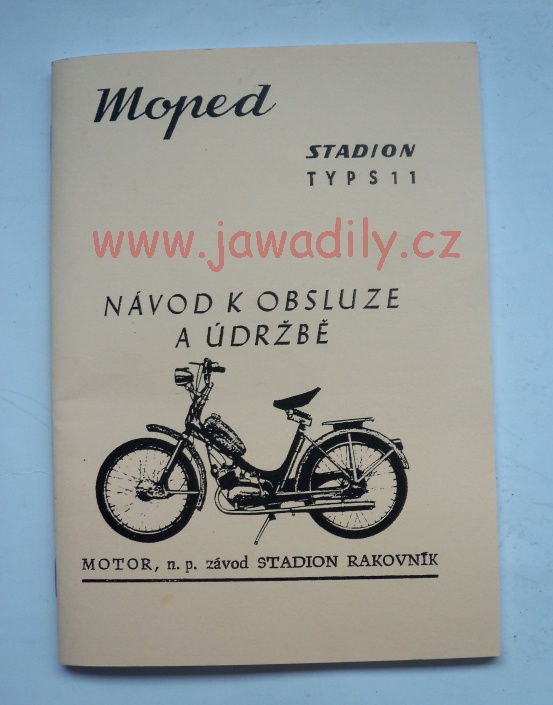 Moped
STADION
TYP S 11
www.jawadily.cz
NÁVOD K OBSLUZE
A ÚDRŽBĚ
MOTOR, n. p. závod STADION RAKOVNÍK